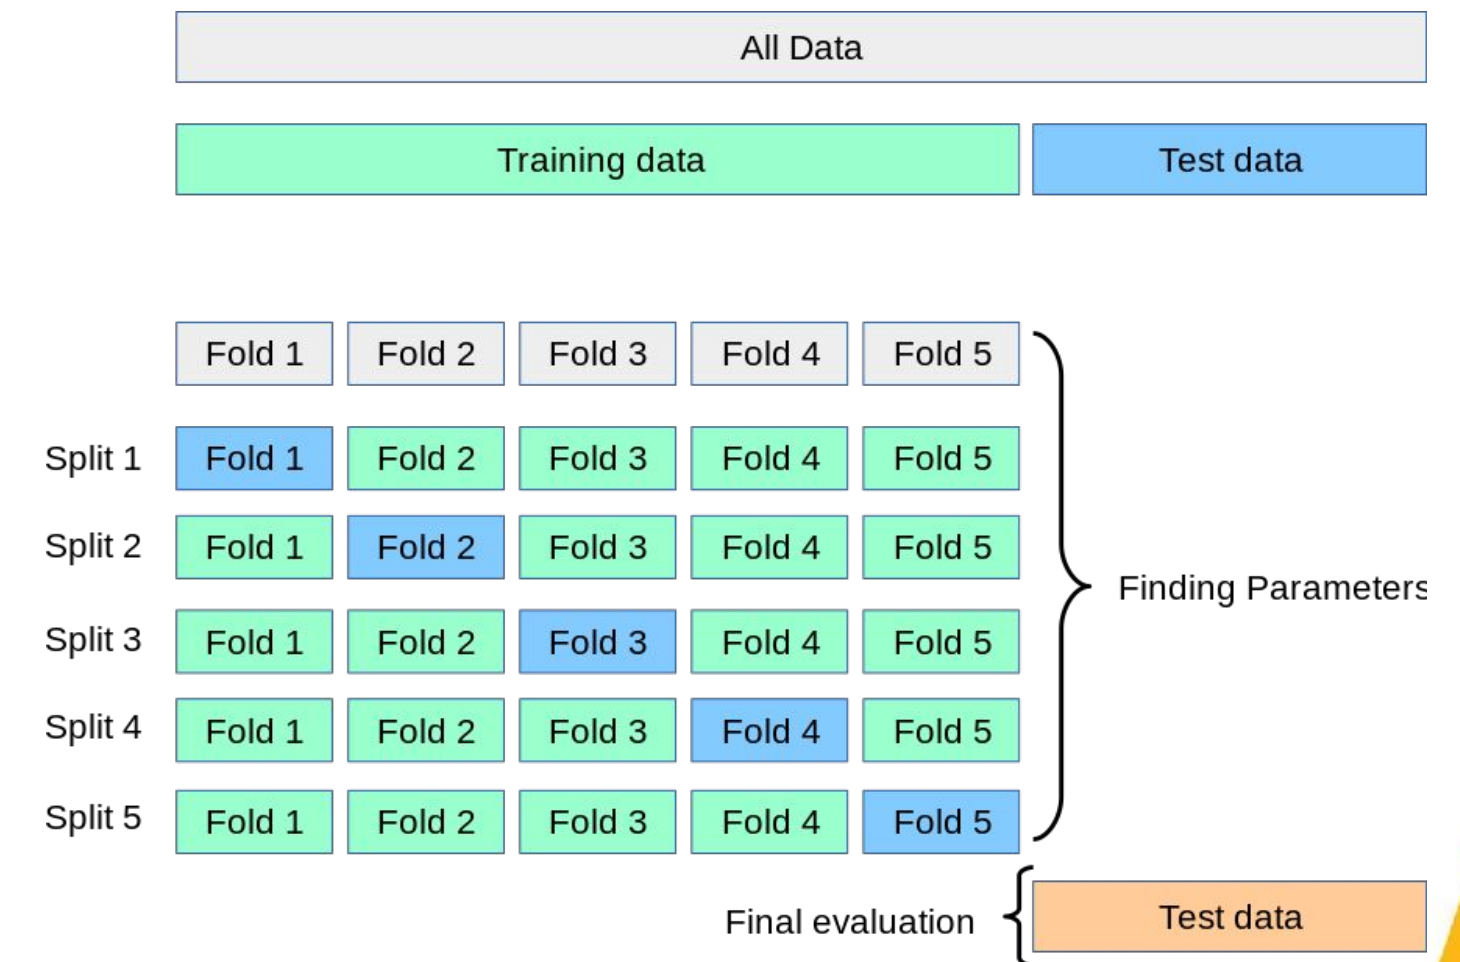 All Data
Training data Test data
Fold 1 Fold 2 Fold 3 Fold 4 Fold 5
Split 1 Fold 1 Fold 2 Fold 3 Fold 4 Fold 5
Split 2 Fold 1 Fold 2 Fold 3 Fold 4 Fold 5
Finding Parameters
Split 3 Fold 1 Fold 2 Fold 3 Fold 4 Fold 5
Split 4 Fold 1 Fold 2 Fold 3 Fold 4 Fold 5
Split 5 Fold 1 Fold 2 Fold 3 Fold 4 Fold 5
Final evaluation Test data